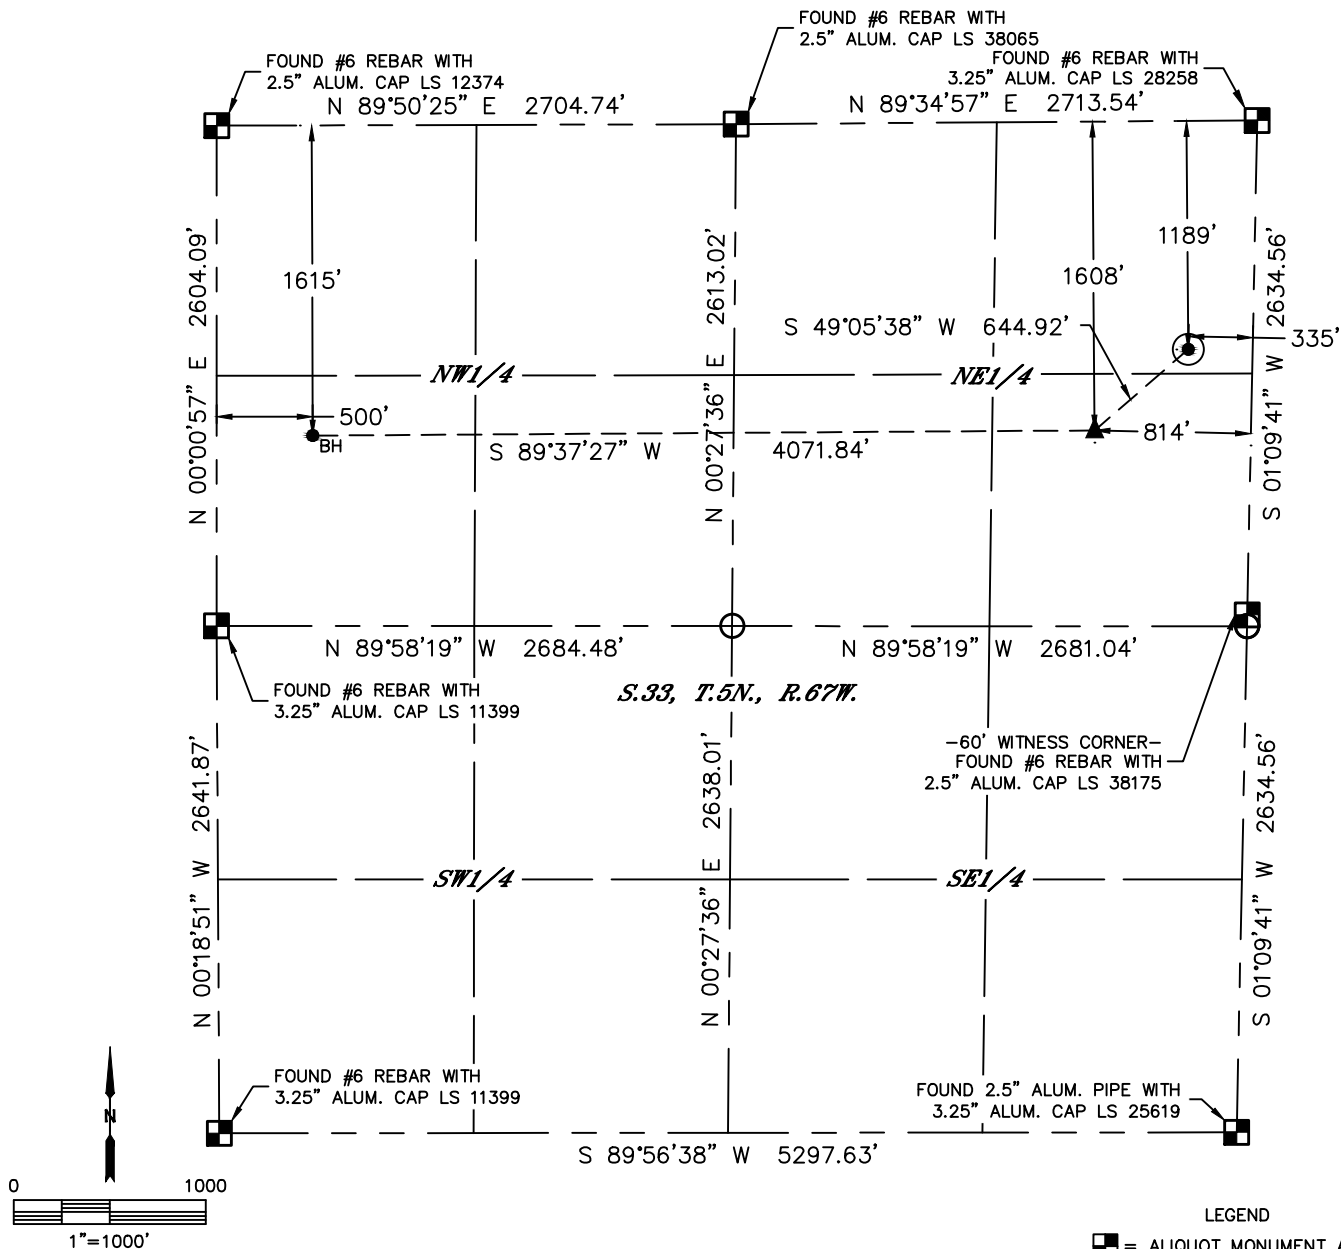 FOUND #6 REBAR WITH
2.5" ALUM. CAP LS 38065
FOUND #6 REBAR WITH
2.5" ALUM. CAP LS 12374
FOUND #6 REBAR WITH
3.25" ALUM. CAP LS 28258
N 89°50'25" E 2704.74'
N 89°34'57" E 2713.54'
N 00°00'57" E 2604.09'
1615'
N 00°27'36" E 2613.02'
1608'
1189'
S 01°09'41" W 2634.56'
S 49°05'38" W 644.92'
335'
NW1/4
NE1/4
500'
BH
S 89°37'27" W 4071.84'
814'
N 89°58'19" W 2684.48'
N 89°58'19" W 2681.04'
FOUND #6 REBAR WITH
3.25" ALUM. CAP LS 11399
S.33, T.5N., R.67W.
-60' WITNESS CORNER-
FOUND #6 REBAR WITH
2.5" ALUM. CAP LS 38175
N 00°18'51" W 2641.87'
N 00°27'36" E 2638.01'
S 01°09'41" W 2634.56'
SW1/4
SE1/4
FOUND #6 REBAR WITH
3.25" ALUM. CAP LS 11399
FOUND 2.5" ALUM. PIPE WITH
3.25" ALUM. CAP LS 25619
S 89°56'38" W 5297.63'
N
0 1000
1"=1000'
LEGEND
= ALIQUOT MONUMENT A